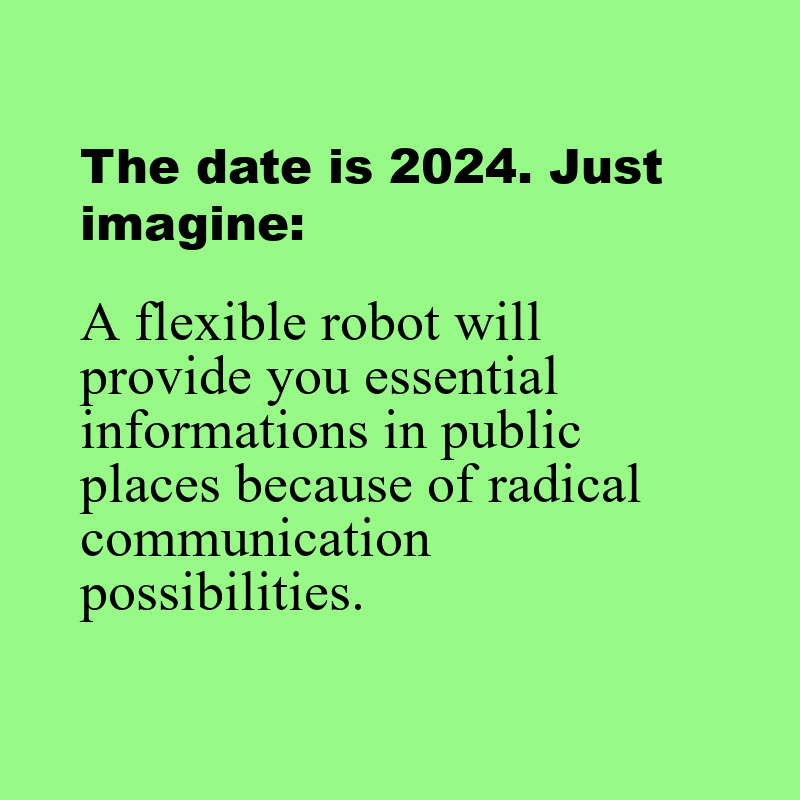 The date is 2024. Just
imagine:
A flexible robot will
provide you essential
informations in public
places because of radical
communication
possibilities.